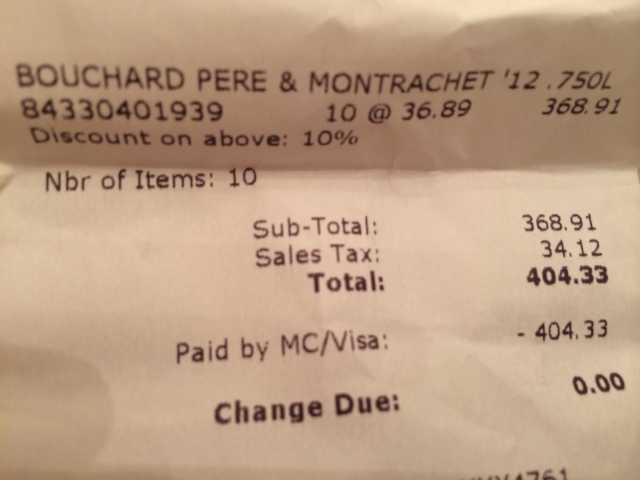 BOUCHARD PERE & MONTRACHET '12 .750L
84330401939 10 @ 36.89 368.91
Discount on above: 10%
Nbr of Items: 10
Sub-Total: 368.91
Sales Tax: 34.12
Total: 404.33
Paid by MC/Visa: - 404.33
Change Due: 0.00